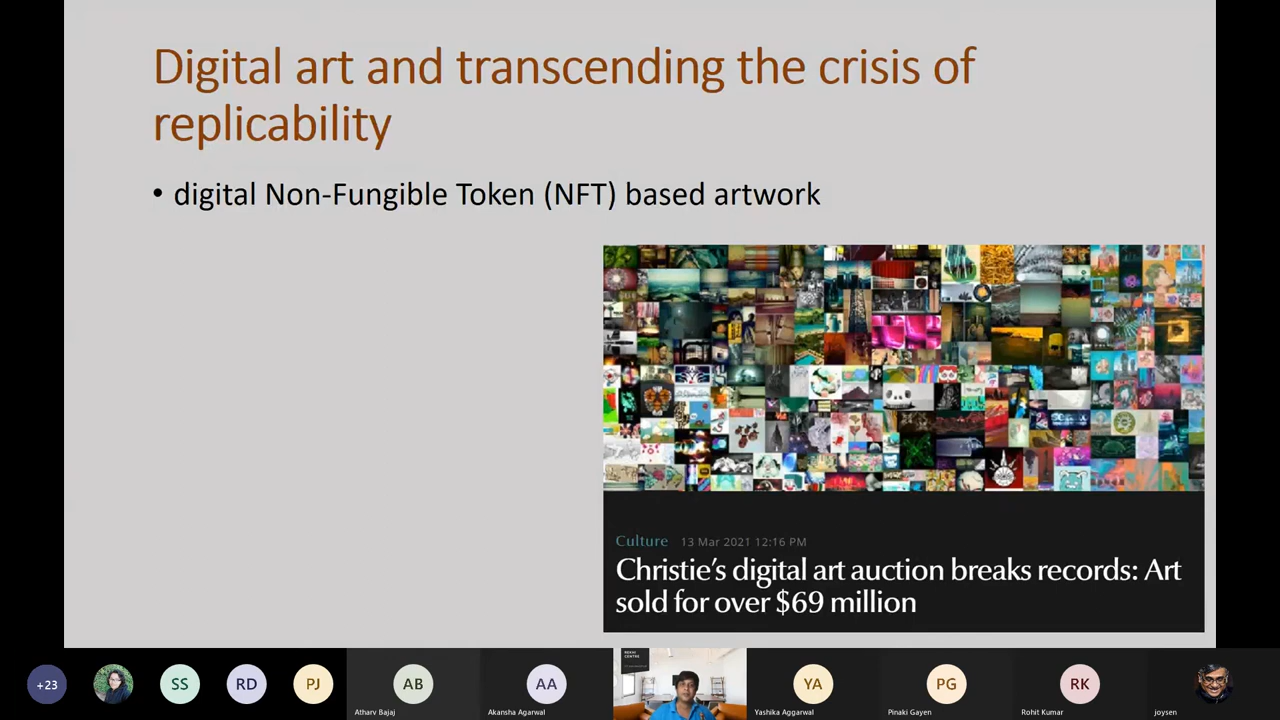 Digital art and transcending the crisis of
replicability
• digital Non-Fungible Token (NFT) based artwork
Culture 13 Mar 2021 12:16 PM
Christie's digital art auction breaks records: Art
sold for over $69 million
+23
SS
RD
PJ
AB
Atharv Bajaj
AA
Akansha Agarwal
YA
Yashika Aggarwal
PG
Pinaki Gayen
RK
Rohit Kumar
joysen